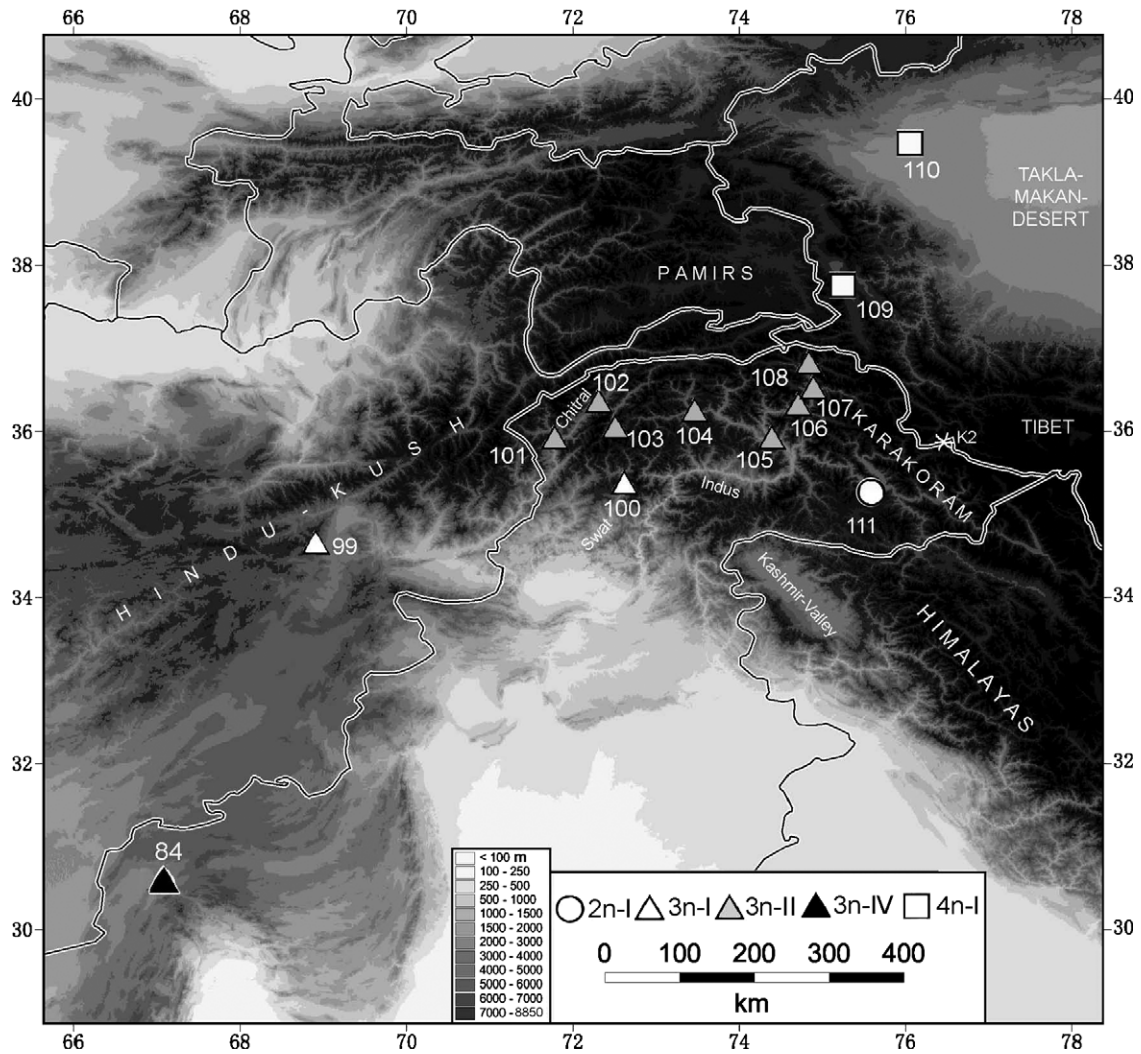 66 68 70 72 74 76 78
40 40
110
TAKLA-
MAKAN-
DESERT
38 38
PAMIRS
109
102
108
Chitral
107
36 36
101 103 104 106
105
K2
TIBET
KARAKORAM
HINDU-KUSH
Indus
100
111
Swat
99
34 34
Kashmir-Valley
HIMALAYAS
32 32
84
30 30
< 100 m
100 - 250
250 - 500
500 - 1000
1000 - 1500
1500 - 2000
2000 - 3000
3000 - 4000
4000 - 5000
5000 - 6000
6000 - 7000
7000 - 8850
2n-I 3n-I 3n-II 3n-IV 4n-I
0 100 200 300 400
km
66 68 70 72 74 76 78